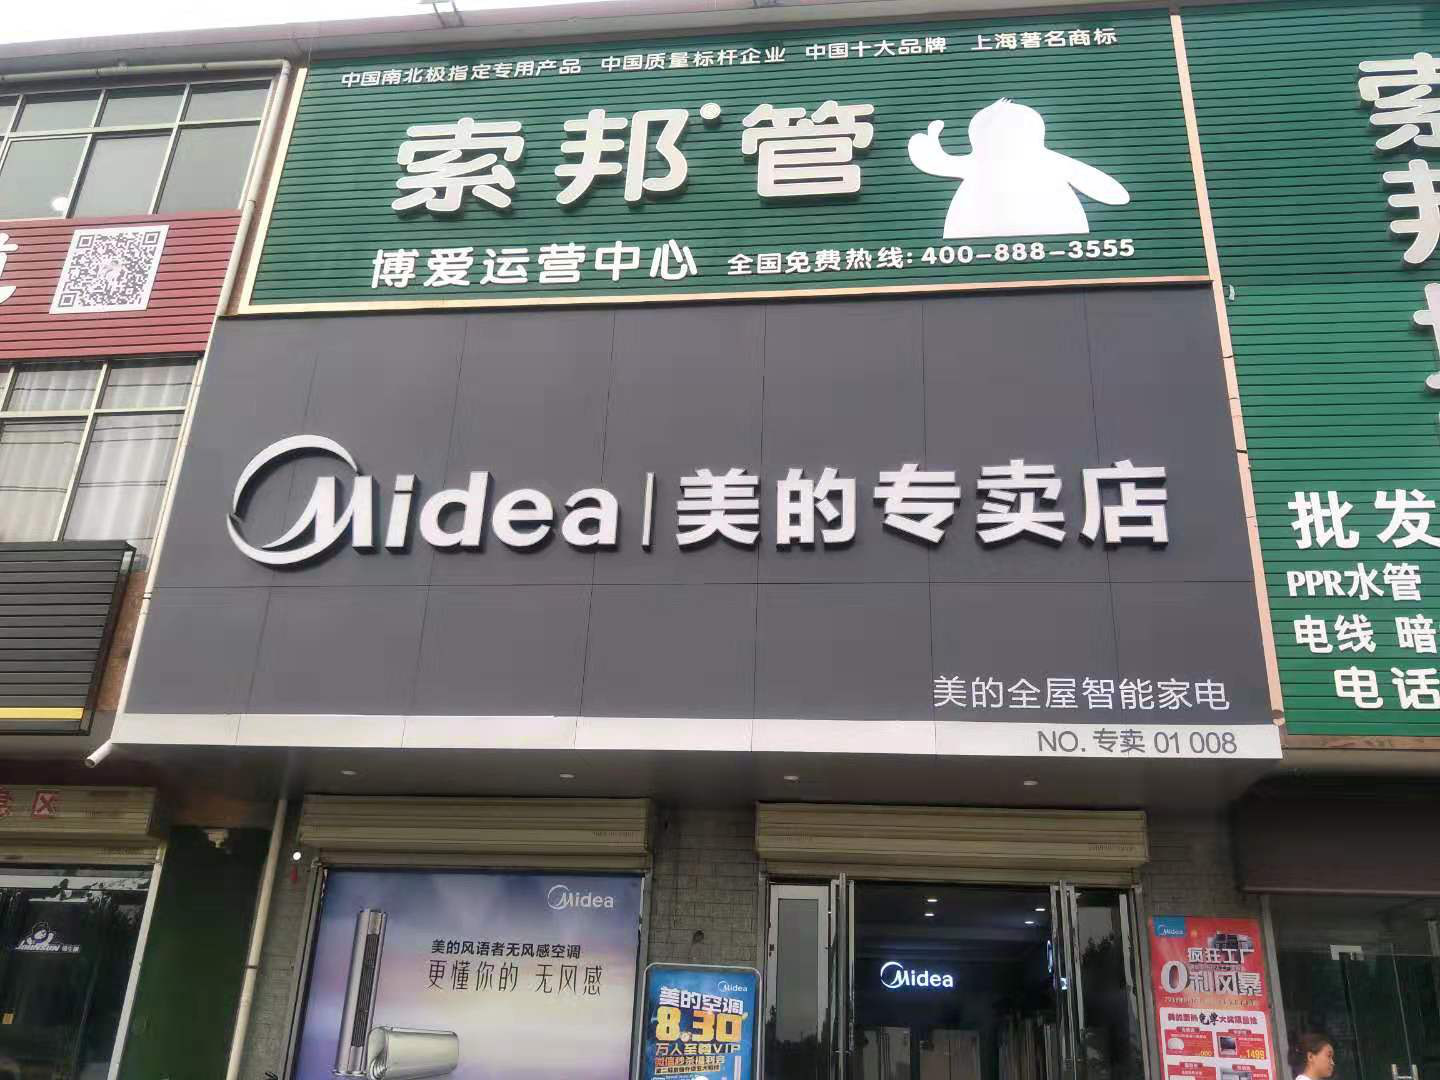 中国南北极指定专用产品 中国质量标杆企业 中国十大品牌 上海著名商标
索邦管
博爱运营中心 全国免费热线:400-888-3555
Midea 美的专卖店
美的全屋智能家电
NO. 专卖 01 008
批发
PPR水管
电线 暗
电话
Midea
美的风语者无风感空调
更懂你的 无风感
Midea
美的空调
8.30
万人至尊VIP
Midea
Midea
疯狂工厂
0利风暴
1499